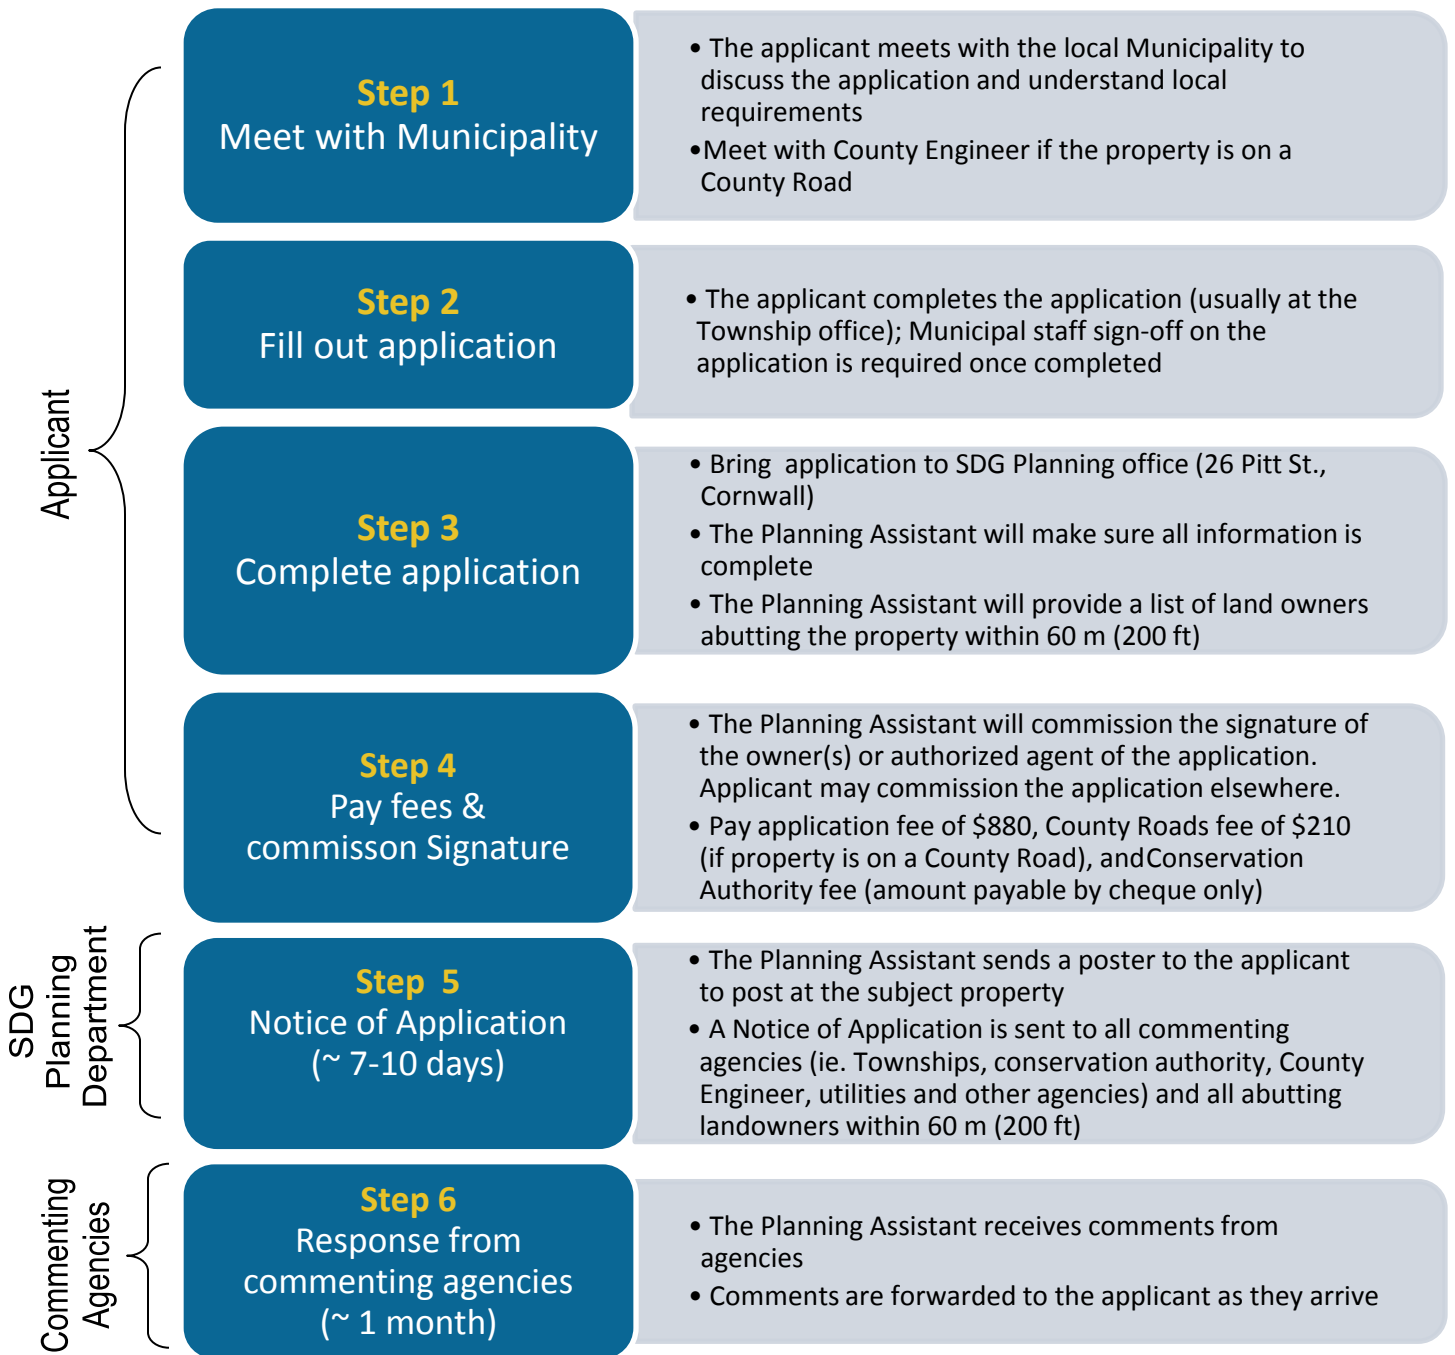 Applicant
Step 1
Meet with Municipality
• The applicant meets with the local Municipality to
discuss the application and understand local
requirements
•Meet with County Engineer if the property is on a
County Road
Step 2
Fill out application
• The applicant completes the application (usually at the
Township office); Municipal staff sign-off on the
application is required once completed
Step 3
Complete application
• Bring  application to SDG Planning office (26 Pitt St.,
Cornwall)
• The Planning Assistant will make sure all information is
complete
• The Planning Assistant will provide a list of land owners
abutting the property within 60 m (200 ft)
Step 4
Pay fees &
commisson Signature
• The Planning Assistant will commission the signature of
the owner(s) or authorized agent of the application.
Applicant may commission the application elsewhere.
• Pay application fee of $880, County Roads fee of $210
(if property is on a County Road), andConservation
Authority fee (amount payable by cheque only)
SDG
Planning
Department
Step  5
Notice of Application
(~ 7-10 days)
• The Planning Assistant sends a poster to the applicant
to post at the subject property
• A Notice of Application is sent to all commenting
agencies (ie. Townships, conservation authority, County
Engineer, utilities and other agencies) and all abutting
landowners within 60 m (200 ft)
Commenting
Agencies
Step 6
Response from
commenting agencies
(~ 1 month)
• The Planning Assistant receives comments from
agencies
• Comments are forwarded to the applicant as they arrive